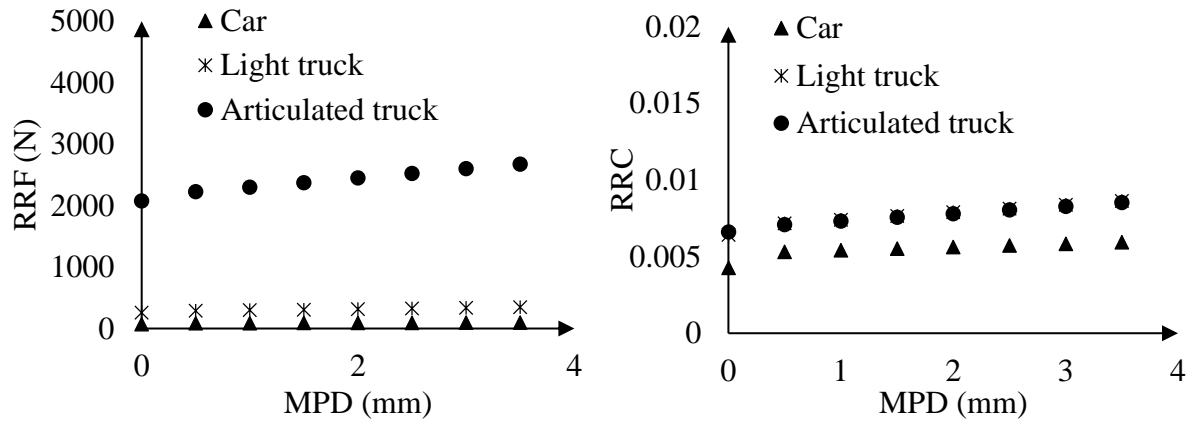 5000
4000
3000
2000
1000
0
RRF (N)
Car
Light truck
Articulated truck
0
2
4
MPD (mm)
0.02
0.015
0.01
0.005
0
RRC
Car
Light truck
Articulated truck
0
1
2
3
4
MPD (mm)